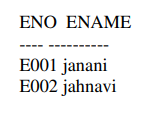 ENO ENAME
---- ----------
E001 janani
E002 jahnavi